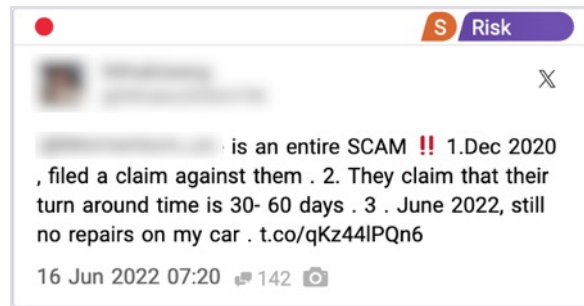 S Risk
X
is an entire SCAM ‼ 1.Dec 2020
, filed a claim against them . 2. They claim that their
turn around time is 30- 60 days . 3 . June 2022, still
no repairs on my car . t.co/qKz44lPQn6
16 Jun 2022 07:20 142